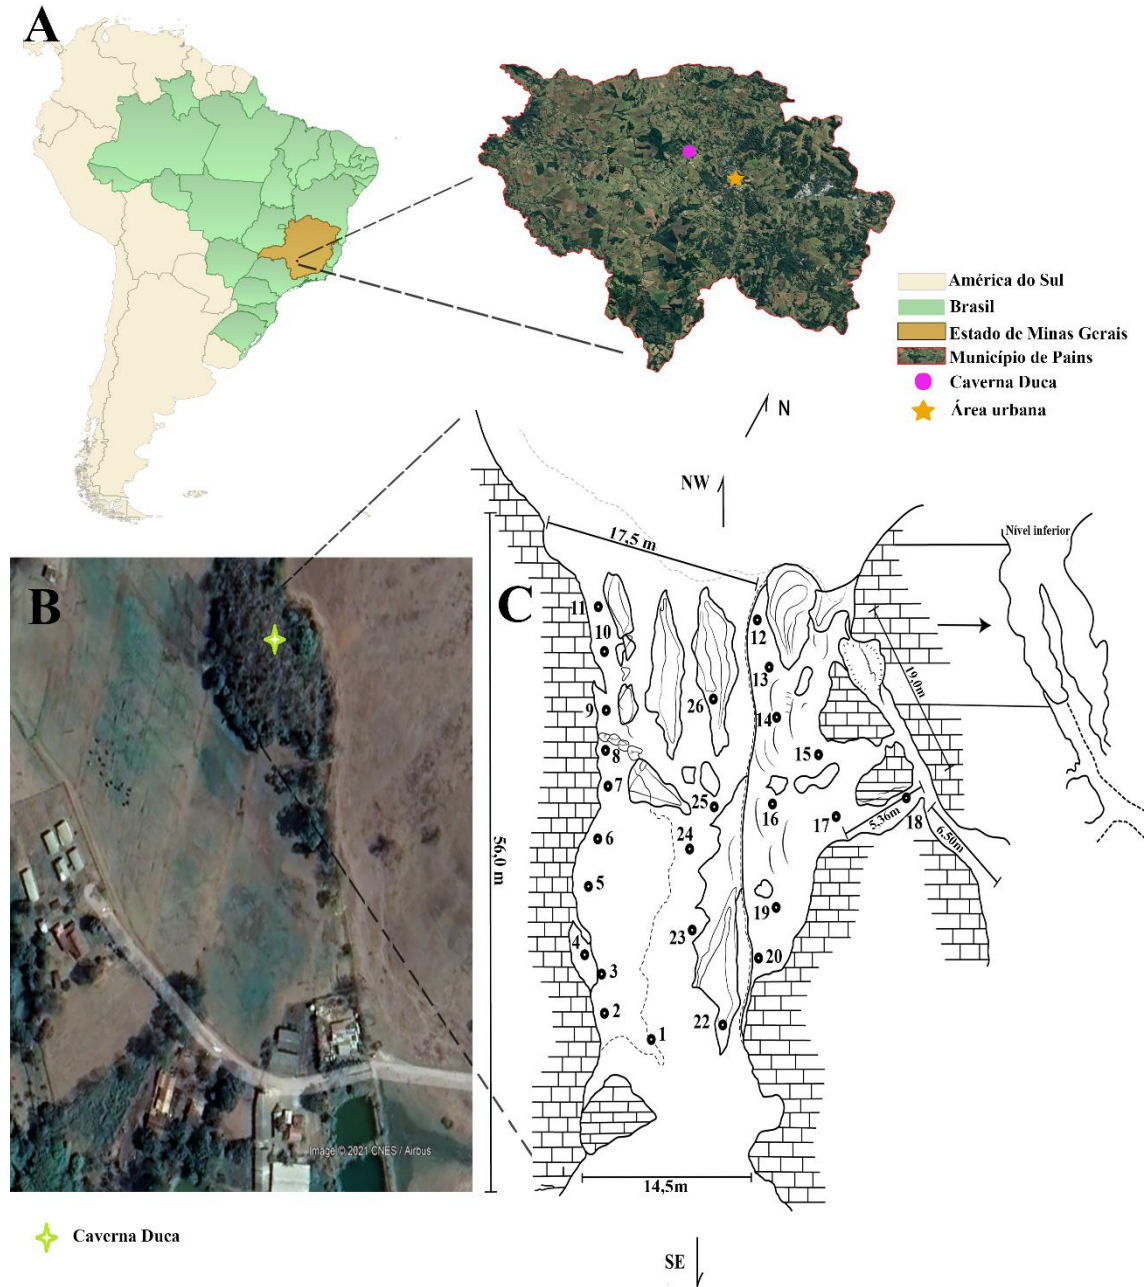 A
América do Sul
Brasil
Estado de Minas Gerais
Município de Pains
Caverna Duca
Área urbana
N
NW
B
C
17,5 m
Nível inferior
11
10
12
13
19,0m
9
26
14
8
15
7
25
16
17
18
5,36m
6,50m
6
24
56,0 m
5
19
4
23
20
3
2
22
1
Image © 2021 CNES / Airbus
14,5m
Caverna Duca
SE